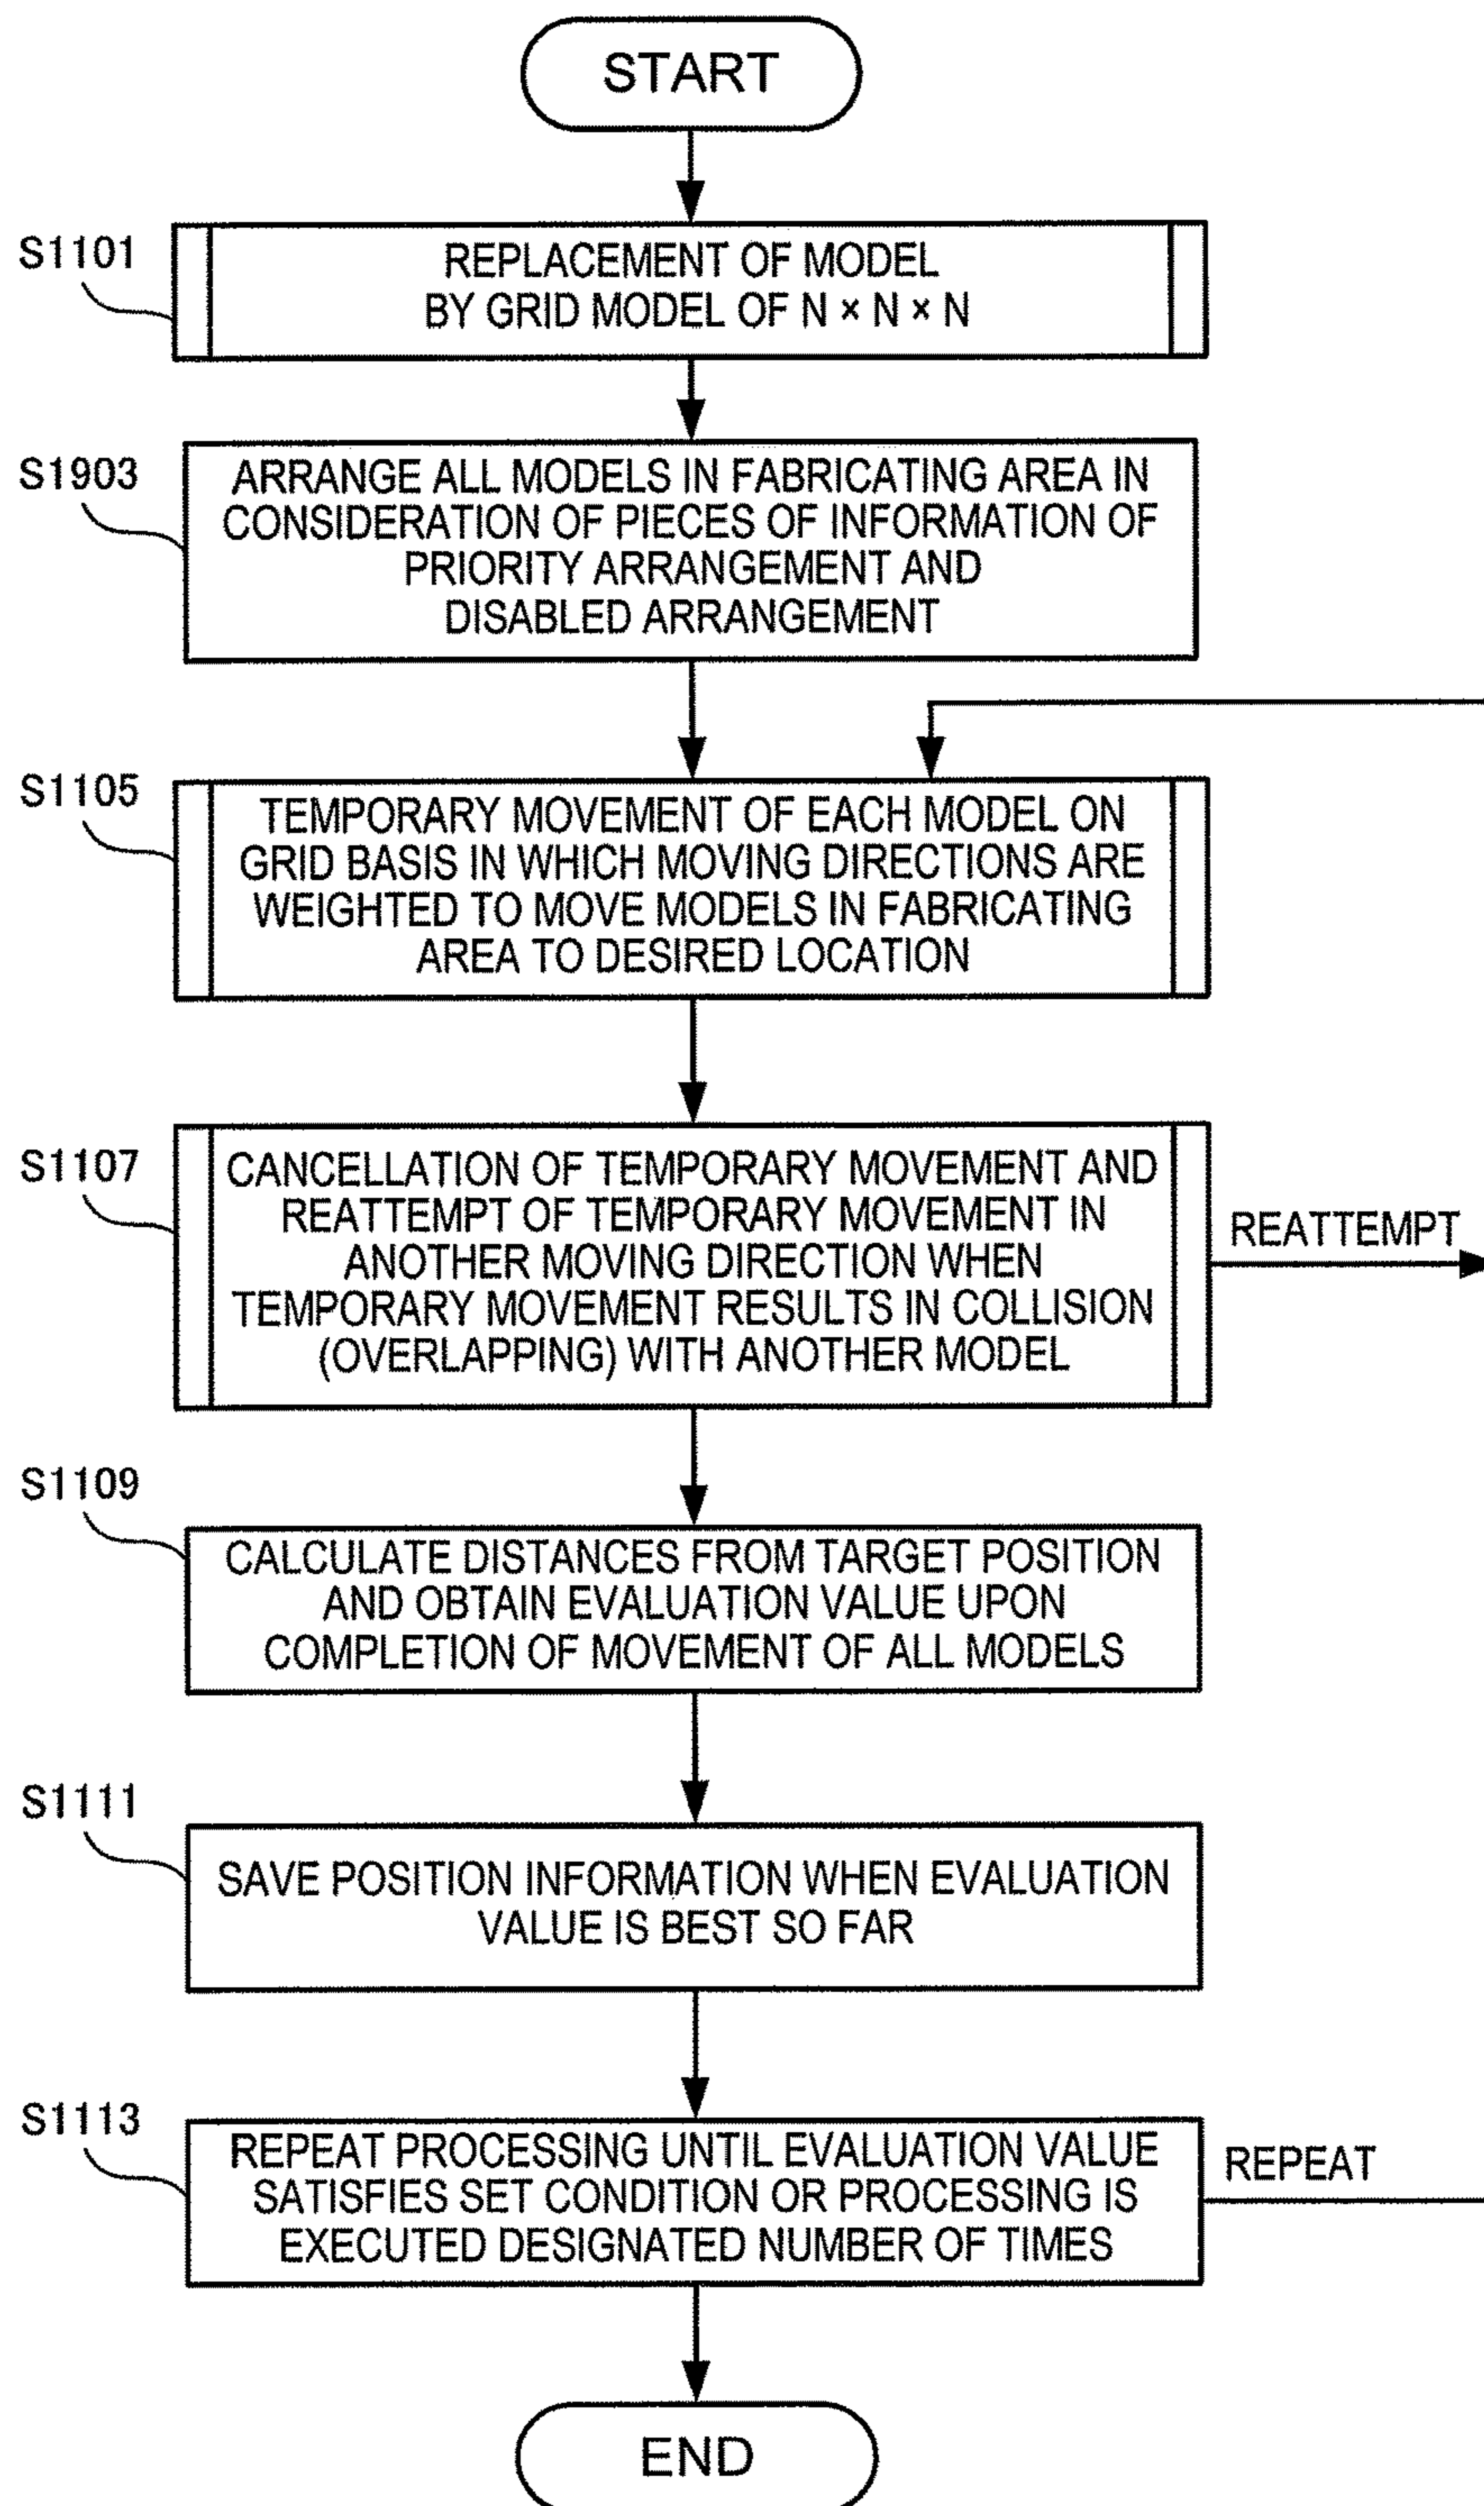 START
S1101
REPLACEMENT OF MODEL
BY GRID MODEL OF N × N × N
S1903
ARRANGE ALL MODELS IN FABRICATING AREA IN
CONSIDERATION OF PIECES OF INFORMATION OF
PRIORITY ARRANGEMENT AND
DISABLED ARRANGEMENT
S1105
TEMPORARY MOVEMENT OF EACH MODEL ON
GRID BASIS IN WHICH MOVING DIRECTIONS ARE
WEIGHTED TO MOVE MODELS IN FABRICATING
AREA TO DESIRED LOCATION
S1107
CANCELLATION OF TEMPORARY MOVEMENT AND
REATTEMPT OF TEMPORARY MOVEMENT IN
ANOTHER MOVING DIRECTION WHEN
TEMPORARY MOVEMENT RESULTS IN COLLISION
(OVERLAPPING) WITH ANOTHER MODEL
REATTEMPT
S1109
CALCULATE DISTANCES FROM TARGET POSITION
AND OBTAIN EVALUATION VALUE UPON
COMPLETION OF MOVEMENT OF ALL MODELS
S1111
SAVE POSITION INFORMATION WHEN EVALUATION
VALUE IS BEST SO FAR
S1113
REPEAT PROCESSING UNTIL EVALUATION VALUE
SATISFIES SET CONDITION OR PROCESSING IS
EXECUTED DESIGNATED NUMBER OF TIMES
REPEAT
END